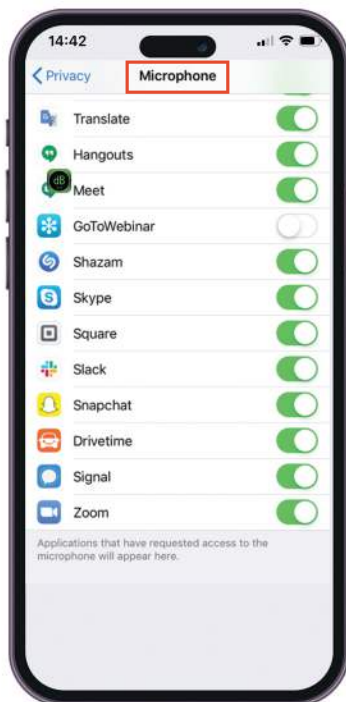 14:42
Privacy Microphone
Translate
Hangouts
dB
Meet
GoToWebinar
Shazam
S Skype
Square
Slack
Snapchat
Drivetime
Signal
Zoom
Applications that have requested access to the
microphone will appear here.